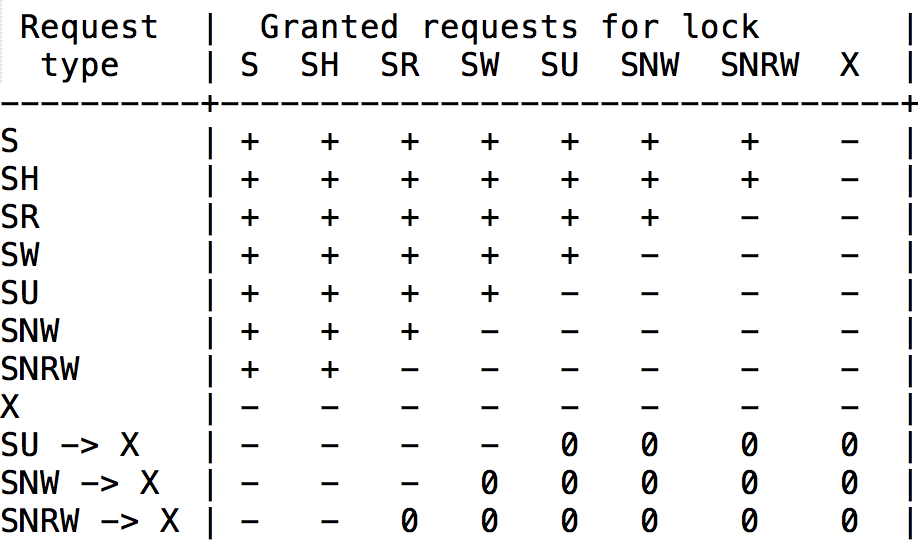 Request  |  Granted requests for lock       |
  type    | S  SH  SR  SW  SU  SNW  SNRW  X  |
----------+----------------------------------+
S         | +   +   +   +   +   +    +    -  |
SH        | +   +   +   +   +   +    +    -  |
SR        | +   +   +   +   +   +    -    -  |
SW        | +   +   +   +   +   -    -    -  |
SU        | +   +   +   +   -   -    -    -  |
SNW       | +   +   +   -   -   -    -    -  |
SNRW      | +   +   -   -   -   -    -    -  |
X         | -   -   -   -   -   -    -    -  |
SU -> X   | -   -   -   -   0   0    0    0  |
SNW -> X  | -   -   -   0   0   0    0    0  |
SNRW -> X | -   -   0   0   0   0    0    0  |